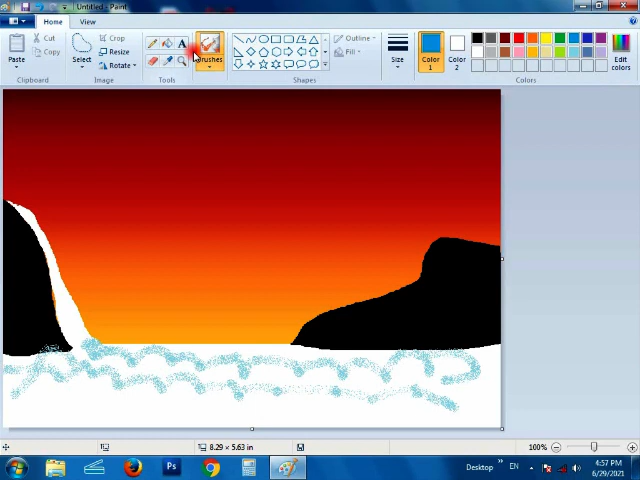 Untitled - Paint
Home
View
Paste
Cut
Copy
Clipboard
Select
Crop
Resize
Rotate
Image
A
Tools
Brushes
Shapes
Outline
Fill
Size
Color
1
Color
2
Colors
Edit
colors
8.29 × 5.63 in
100%
Ps
Desktop
EN
4:57 PM
6/29/2021